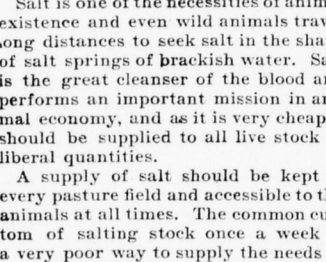 Salt is one of the necessities of anim
existence and even wild animals trav
ong distances to seek salt in the sha
of salt springs of brackish water. Sa
is the great cleanser of the blood an
performs an important mission in an
mal economy, and as it is very cheap
should be supplied to all live stock
liberal quantities.
A supply of salt should be kept
every pasture field and accessible to th
animals at all times. The common cu
tom of salting stock once a week
a very poor way to supply the needs